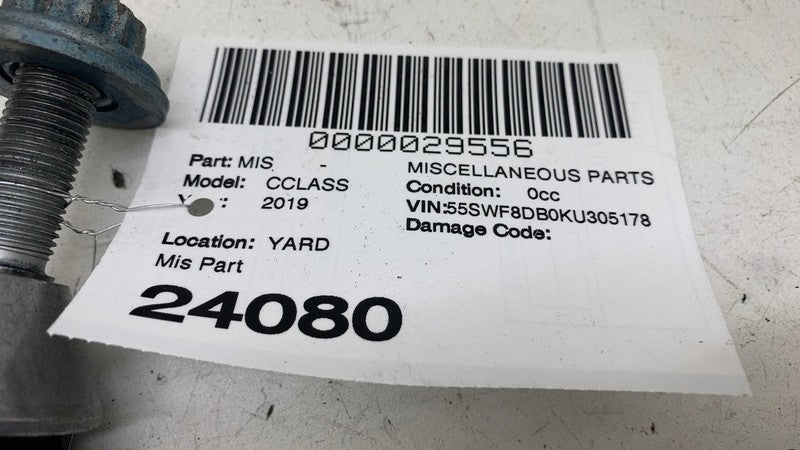 0000029556
Part: MIS -
MISCELLANEOUS PARTS
Model: CCLASS
Condition: 0cc
: 2019
VIN:55SWF8DB0KU305178
Damage Code:
Location: YARD
Mis Part
24080